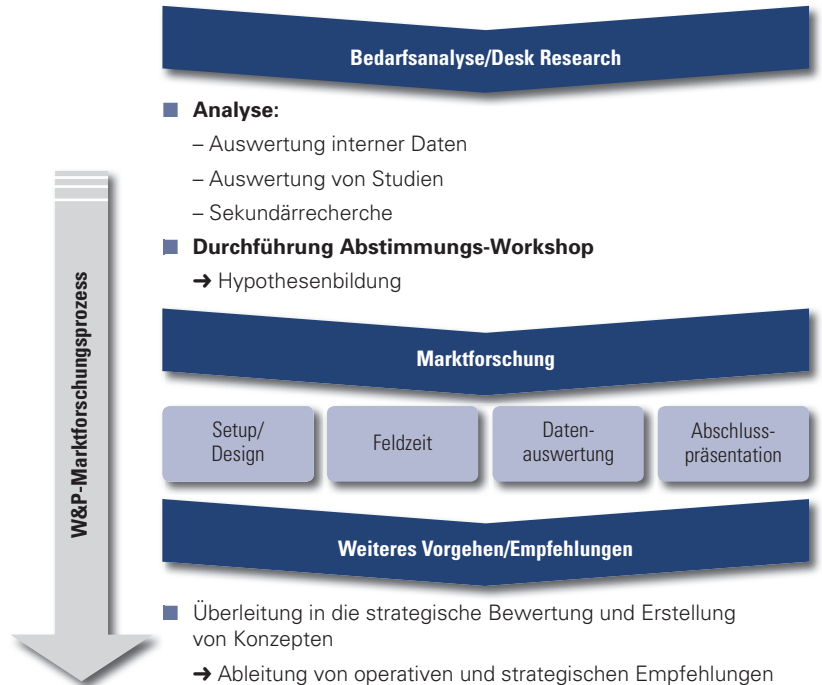 Bedarfsanalyse/Desk Research
■ Analyse:
– Auswertung interner Daten
– Auswertung von Studien
– Sekundärrecherche
■ Durchführung Abstimmungs-Workshop
➜ Hypothesenbildung
W&P-Marktforschungsprozess
Marktforschung
Setup/
Design
Feldzeit
Daten-
auswertung
Abschluss-
präsentation
Weiteres Vorgehen/Empfehlungen
■ Überleitung in die strategische Bewertung und Erstellung
von Konzepten
➜ Ableitung von operativen und strategischen Empfehlungen